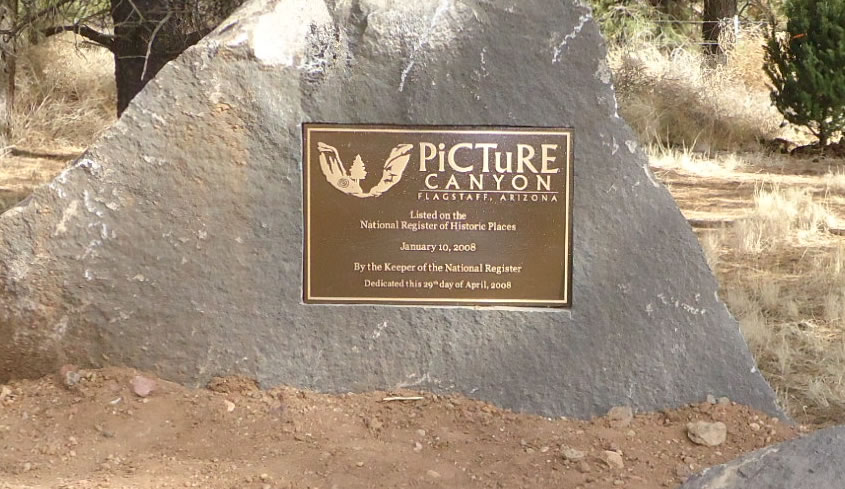 PiCTuRE
CANYON
FLAGSTAFF, ARIZONA
Listed on the
National Register of Historic Places
January 10, 2008
By the Keeper of the National Register
Dedicated this 29th day of April, 2008